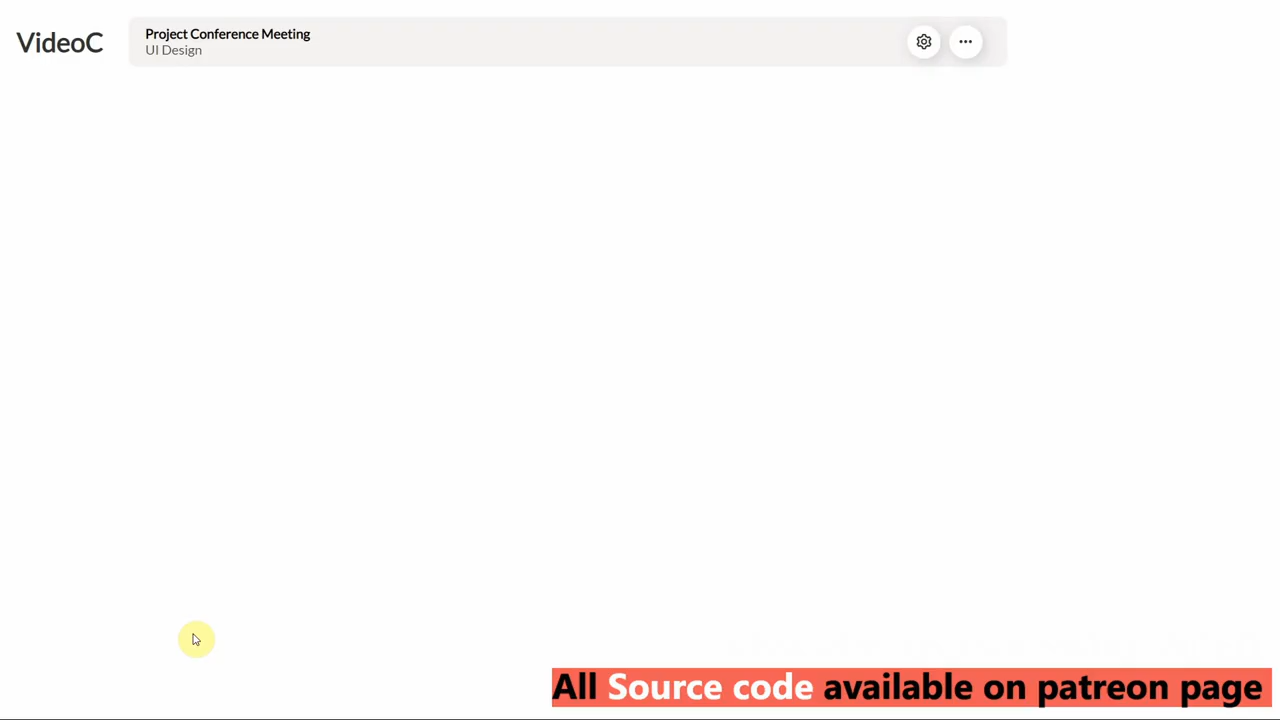 VideoC
Project Conference Meeting
UI Design
All Source code available on patreon page